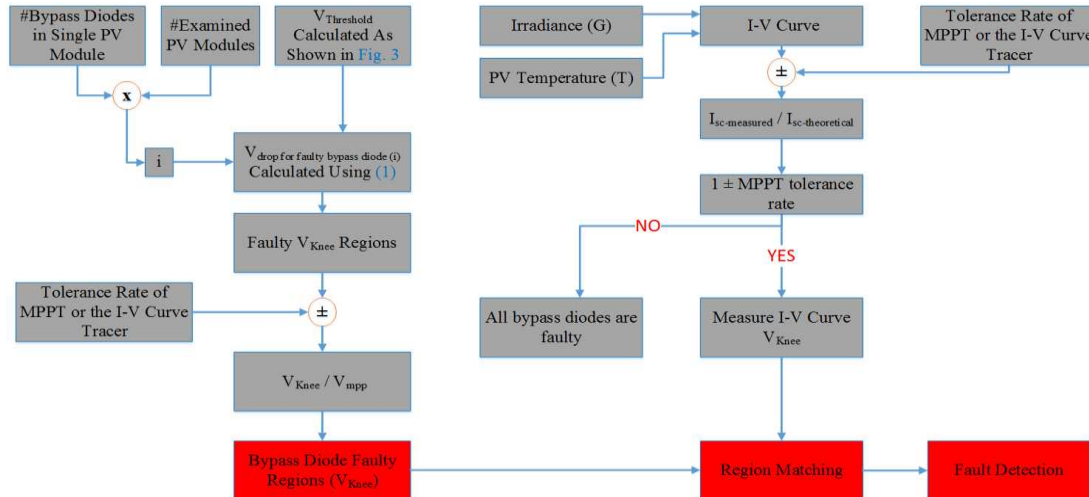 #Bypass Diodes
in Single PV
Module
#Examined
PV Modules
VThreshold
Calculated As
Shown in Fig. 3
x
i
Vdrop for faulty bypass diode (i)
Calculated Using (1)
Faulty VKnee Regions
Tolerance Rate of
MPPT or the I-V Curve
Tracer
±
VKnee / Vmpp
Bypass Diode Faulty
Regions (VKnee)
Irradiance (G)
PV Temperature (T)
I-V Curve
Tolerance Rate of
MPPT or the I-V Curve
Tracer
±
Isc-measured / Isc-theoretical
1 ± MPPT tolerance
rate
NO
YES
All bypass diodes are
faulty
Measure I-V Curve
VKnee
Region Matching
Fault Detection